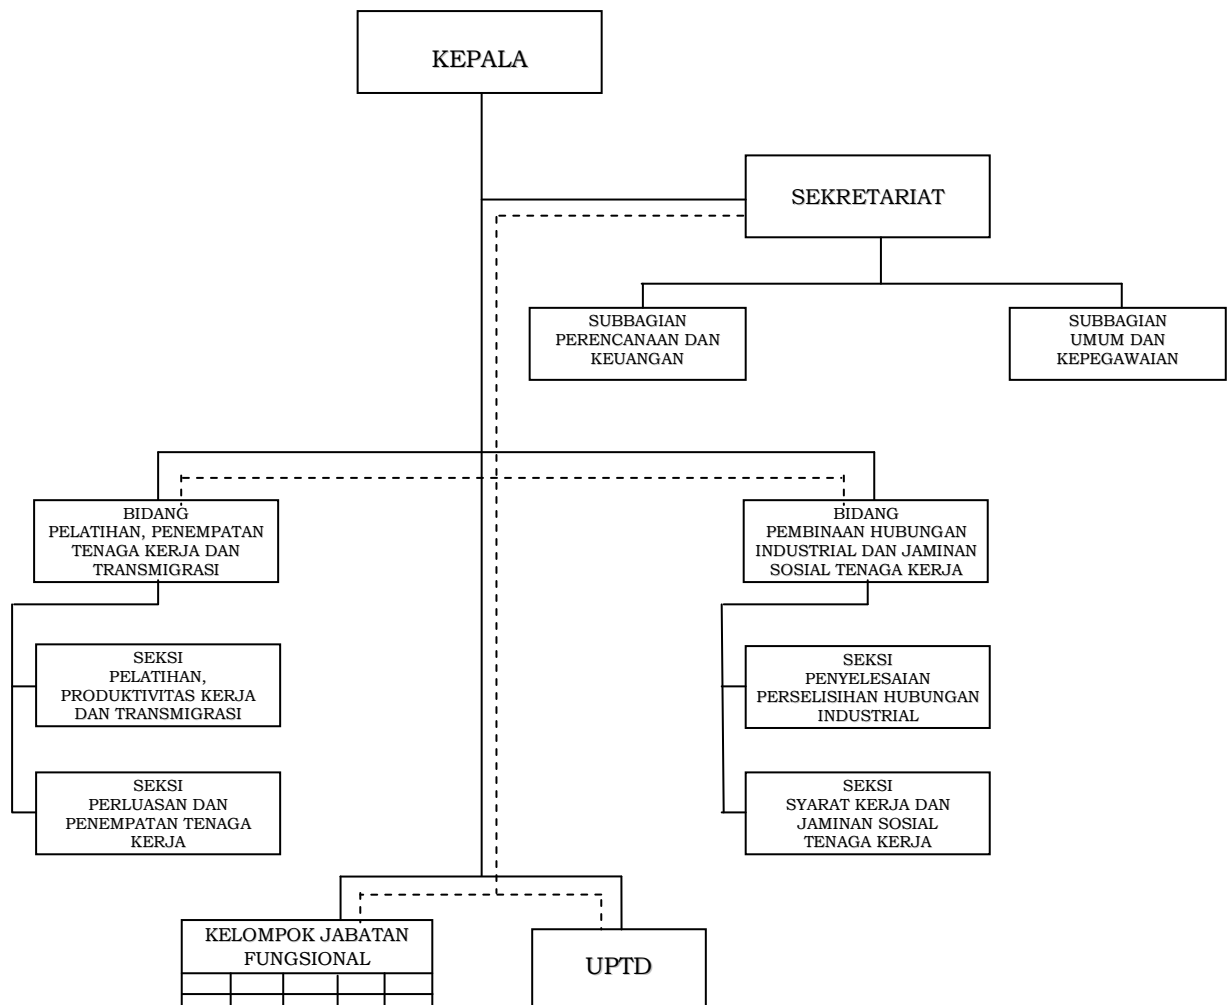 KEPALA
SEKRETARIAT
SUBBAGIAN
PERENCANAAN DAN
KEUANGAN
SUBBAGIAN
UMUM DAN
KEPEGAWAIAN
BIDANG
PELATIHAN, PENEMPATAN
TENAGA KERJA DAN
TRANSMIGRASI
BIDANG
PEMBINAAN HUBUNGAN
INDUSTRIAL DAN JAMINAN
SOSIAL TENAGA KERJA
SEKSI
PELATIHAN,
PRODUKTIVITAS KERJA
DAN TRANSMIGRASI
SEKSI
PENYELESAIAN
PERSELISIHAN HUBUNGAN
INDUSTRIAL
SEKSI
PERLUASAN DAN
PENEMPATAN TENAGA
KERJA
SEKSI
SYARAT KERJA DAN
JAMINAN SOSIAL
TENAGA KERJA
KELOMPOK JABATAN
FUNGSIONAL
UPTD